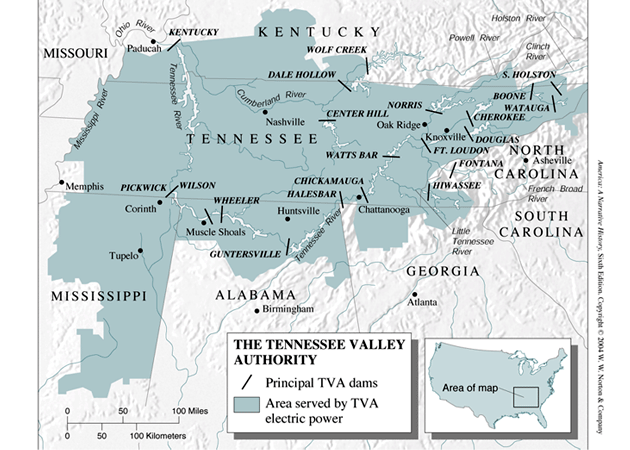 Ohio River
KENTUCKY
Paducah
MISSOURI
KENTUCKY
WOLF CREEK
DALE HOLLOW
Holston River
Powell River
Clinch
River
S. HOLSTON
BOONE
WATAUGA
Mississippi River
Tennessee River
Cumberland River
Nashville
CENTER HILL
NORRIS
Oak Ridge
Knoxville
CHEROKEE
DOUGLAS
TENNESSEE
FT. LOUDON
WATTS BAR
FONTANA
NORTH
CAROLINA
Asheville
Memphis
PICKWICK
WILSON
CHICKAMAUGA
HALESBAR
HIWASSEE
French Broad
River
Corinth
WHEELER
Huntsville
Chattanooga
SOUTH
CAROLINA
Muscle Shoals
Tennessee River
Little
Tennessee
River
Tupelo
GUNTERSVILLE
GEORGIA
MISSISSIPPI
ALABAMA
Birmingham
Atlanta
THE TENNESSEE VALLEY
AUTHORITY
Principal TVA dams
Area served by TVA
electric power
Area of map
0 50 100 Miles
0 50 100 Kilometers
America: A Narrative History, Sixth Edition. Copyright © 2004 W. W. Norton & Company